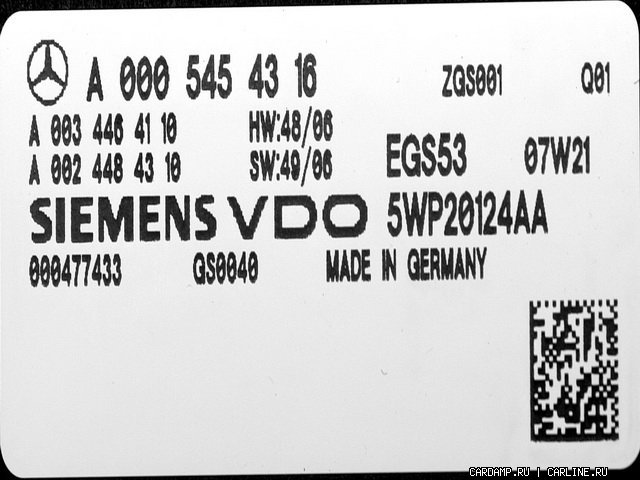 A 000 545 43 16 ZGS001 Q01
A 003 446 41 10 HW:48/06
A 002 448 43 10 SW:49/06 EGS53 07W21
SIEMENS VDO 5WP20124AA
000477433 GS0040 MADE IN GERMANY
CARDAMP.RU | CARLINE.RU